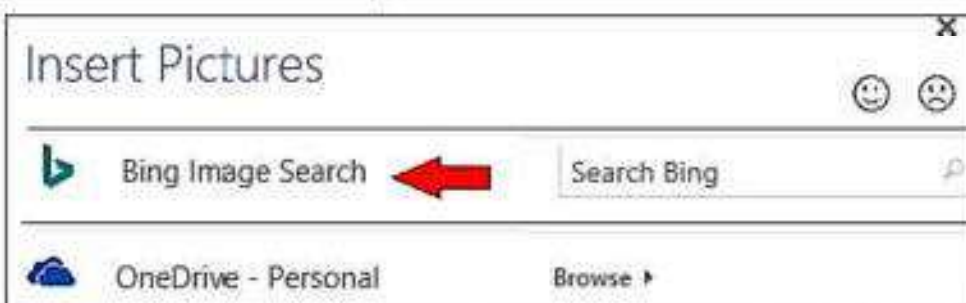 Insert Pictures
Bing Image Search
Search Bing
OneDrive - Personal
Browse